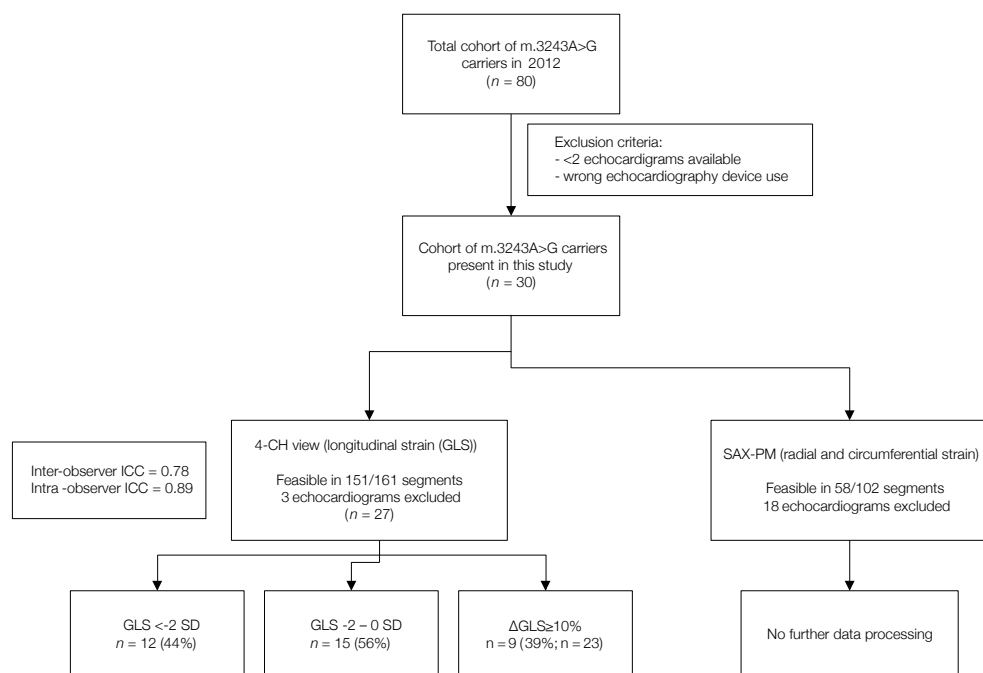 Total cohort of m.3243A>G
carriers in 2012
(n = 80)
Exclusion criteria:
- <2 echocardigrams available
- wrong echocardiography device use
Cohort of m.3243A>G carriers
present in this study
(n = 30)
Inter-observer ICC = 0.78
Intra -observer ICC = 0.89
4-CH view (longitudinal strain (GLS))
Feasible in 151/161 segments
3 echocardiograms excluded
(n = 27)
SAX-PM (radial and circumferential strain)
Feasible in 58/102 segments
18 echocardiograms excluded
GLS <-2 SD
n = 12 (44%)
GLS -2 – 0 SD
n = 15 (56%)
ΔGLS≥10%
n = 9 (39%; n = 23)
No further data processing